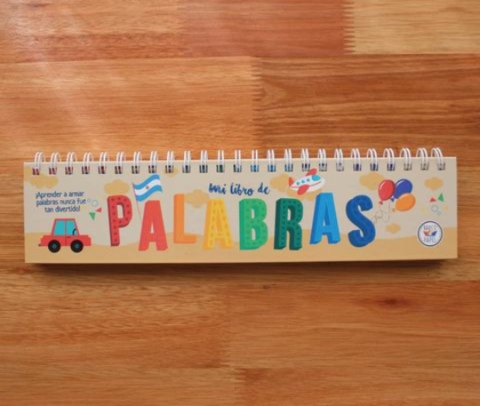 ¡Aprender a armar
palabras nunca fue
tan divertido!
mi libro de
PALABRAS